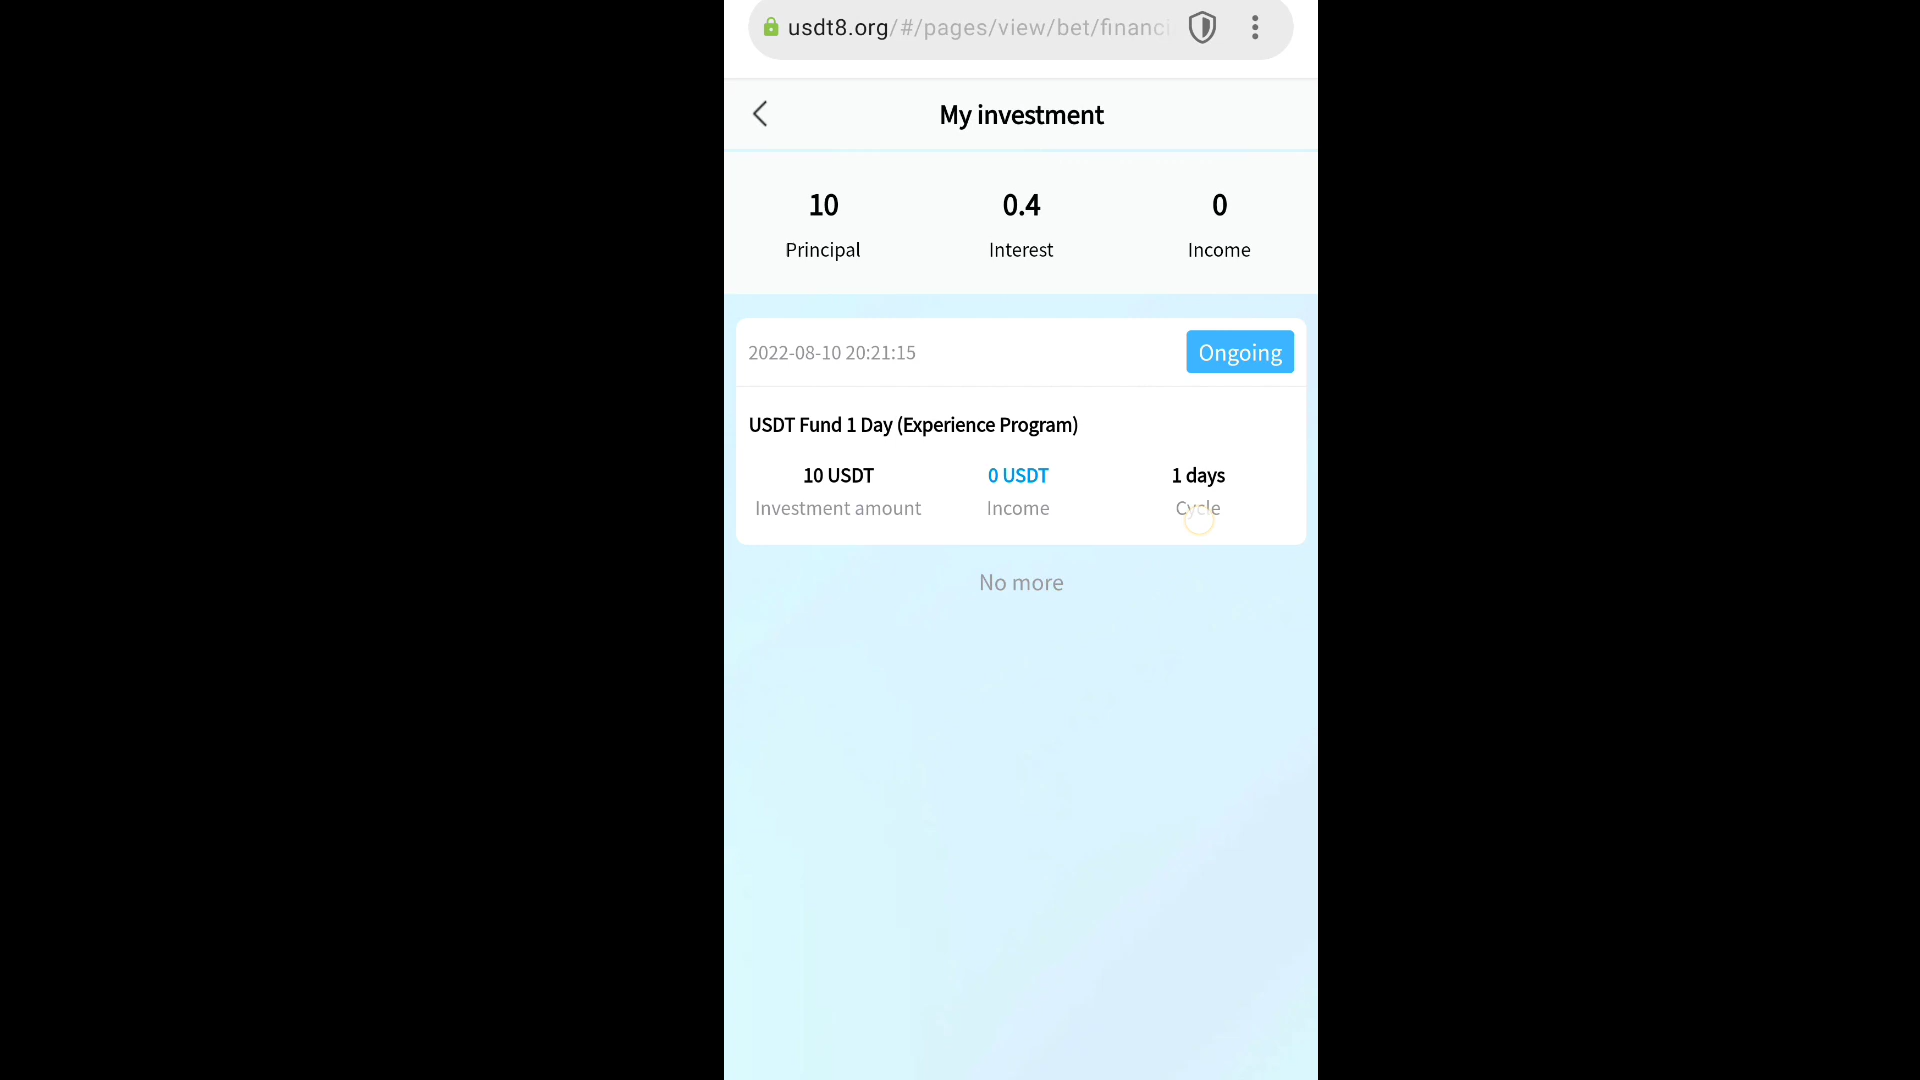 usdt8.org/#/pages/view/bet/financi
My investment
10 0.4 0
Principal Interest Income
2022-08-10 20:21:15 Ongoing
USDT Fund 1 Day (Experience Program)
10 USDT 0 USDT 1 days
Investment amount Income Cycle
No more